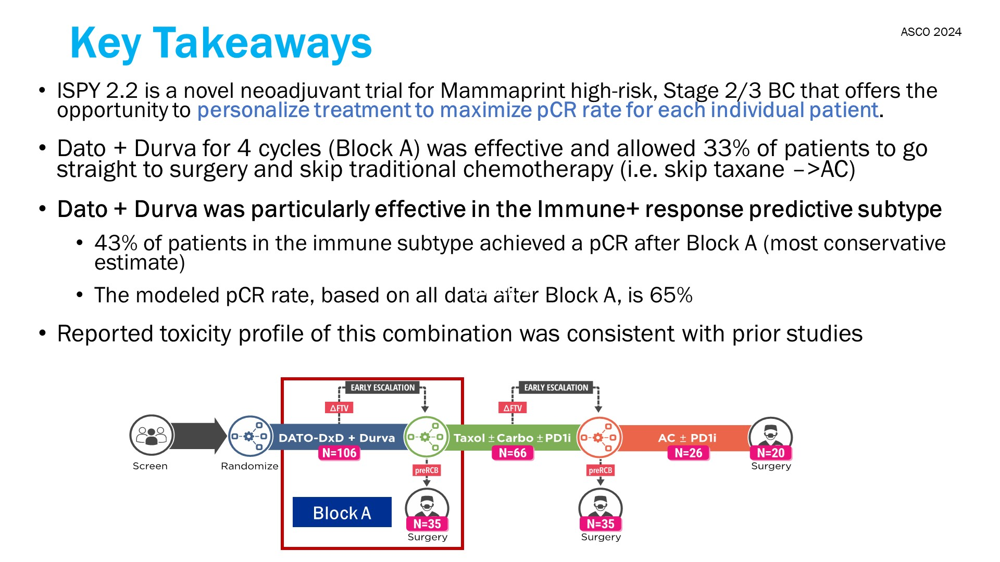 Key Takeaways
ASCO 2024
• ISPY 2.2 is a novel neoadjuvant trial for Mammaprint high-risk, Stage 2/3 BC that offers the
opportunity to personalize treatment to maximize pCR rate for each individual patient.
• Dato + Durva for 4 cycles (Block A) was effective and allowed 33% of patients to go
straight to surgery and skip traditional chemotherapy (i.e. skip taxane –>AC)
• Dato + Durva was particularly effective in the Immune+ response predictive subtype
• 43% of patients in the immune subtype achieved a pCR after Block A (most conservative
estimate)
• The modeled pCR rate, based on all data after Block A, is 65%
• Reported toxicity profile of this combination was consistent with prior studies
EARLY ESCALATION
EARLY ESCALATION
ΔFTV
ΔFTV
DATO-DxD + Durva
Taxol ± Carbo ± PD1i
AC ± PD1i
N=106
N=66
N=26
N=20
Screen
Randomize
Surgery
preRCB
preRCB
Block A
N=35
N=35
Surgery
Surgery